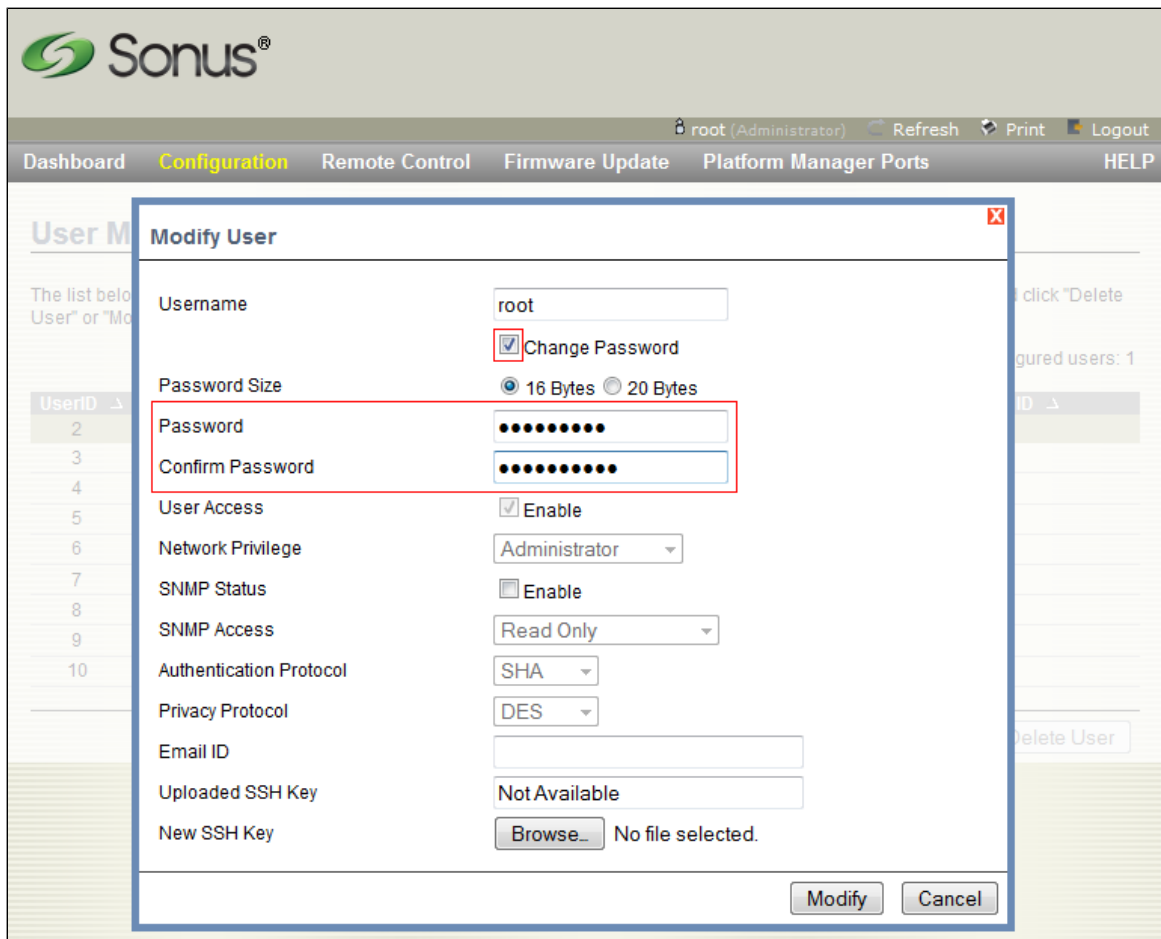 Sonus®
root (Administrator) Refresh Print Logout
Dashboard Configuration Remote Control Firmware Update Platform Manager Ports HELP
User M
The list belo
click "Delete
User" or "Mo
gured users: 1
UserID
ID
2
3
4
5
6
7
8
9
10
Delete User
Modify User
X
Username root
Change Password
Password Size 16 Bytes 20 Bytes
Password •••••••••
Confirm Password ••••••••••
User Access Enable
Network Privilege Administrator
SNMP Status Enable
SNMP Access Read Only
Authentication Protocol SHA
Privacy Protocol DES
Email ID
Uploaded SSH Key Not Available
New SSH Key Browse... No file selected.
Modify Cancel